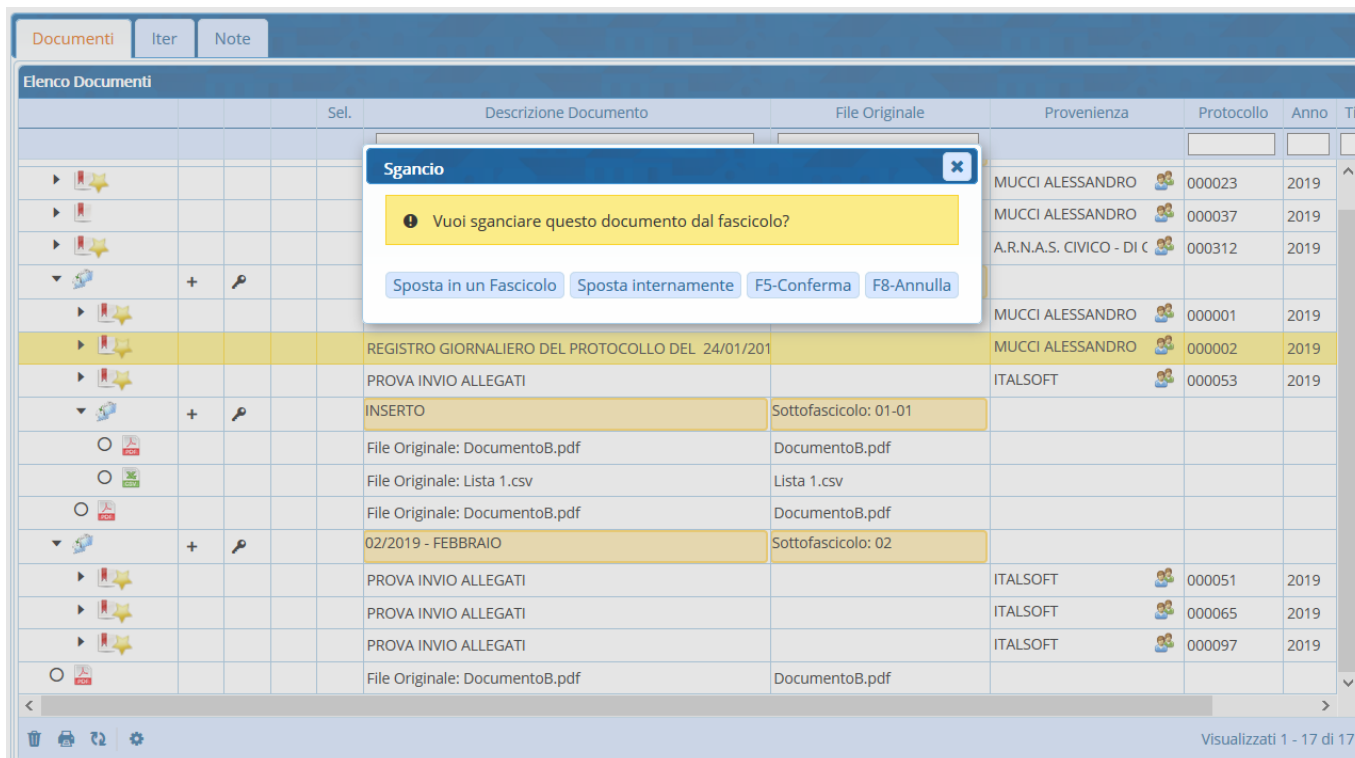 Documenti Iter Note
Elenco Documenti
Sel. Descrizione Documento File Originale Provenienza Protocollo Anno Ti
Sgancio
Vuoi sganciare questo documento dal fascicolo?
Sposta in un Fascicolo Sposta internamente F5-Conferma F8-Annulla
MUCCI ALESSANDRO 000023 2019
MUCCI ALESSANDRO 000037 2019
A.R.N.A.S. CIVICO - DI C 000312 2019
+
MUCCI ALESSANDRO 000001 2019
REGISTRO GIORNALIERO DEL PROTOCOLLO DEL 24/01/201 MUCCI ALESSANDRO 000002 2019
PROVA INVIO ALLEGATI ITALSOFT 000053 2019
+ INSERTO Sottofascicolo: 01-01
PDF File Originale: DocumentoB.pdf DocumentoB.pdf
CSV File Originale: Lista 1.csv Lista 1.csv
PDF File Originale: DocumentoB.pdf DocumentoB.pdf
+ 02/2019 - FEBBRAIO Sottofascicolo: 02
PROVA INVIO ALLEGATI ITALSOFT 000051 2019
PROVA INVIO ALLEGATI ITALSOFT 000065 2019
PROVA INVIO ALLEGATI ITALSOFT 000097 2019
PDF File Originale: DocumentoB.pdf DocumentoB.pdf
Visualizzati 1 - 17 di 17